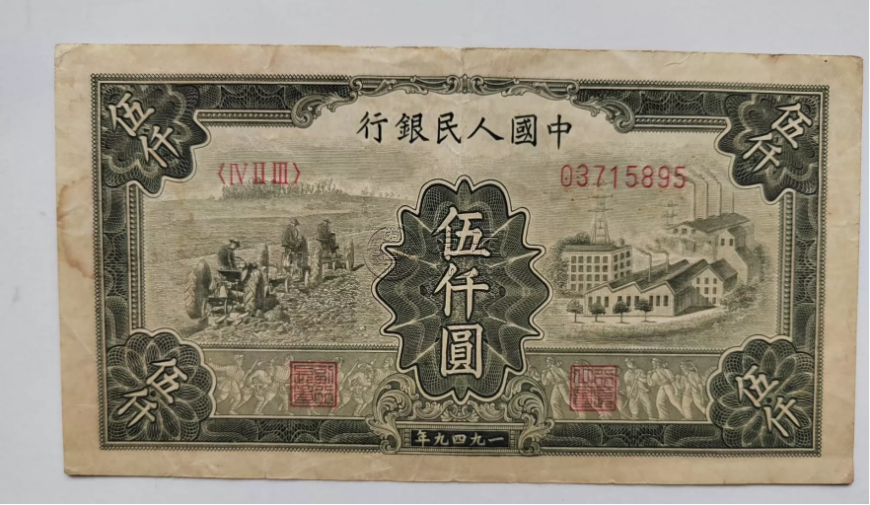 中國人民銀行
伍仟
伍仟
〈IV II III〉
03715895
伍仟圓
伍仟
伍仟
一九四九年